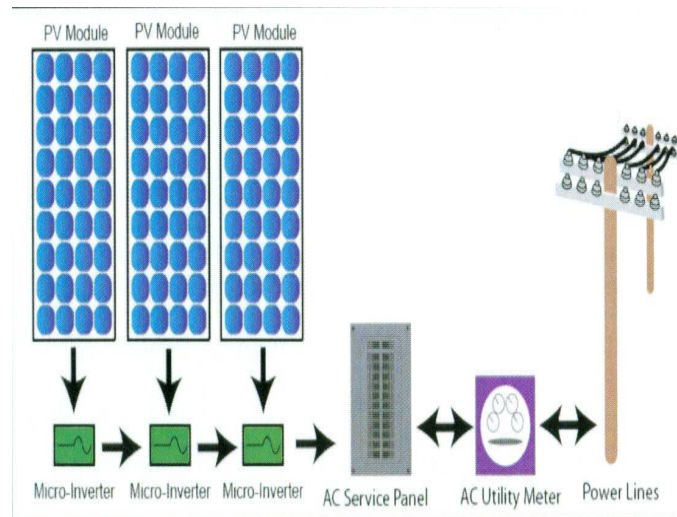 PV Module PV Module PV Module
Micro-Inverter Micro-Inverter Micro-Inverter AC Service Panel AC Utility Meter Power Lines